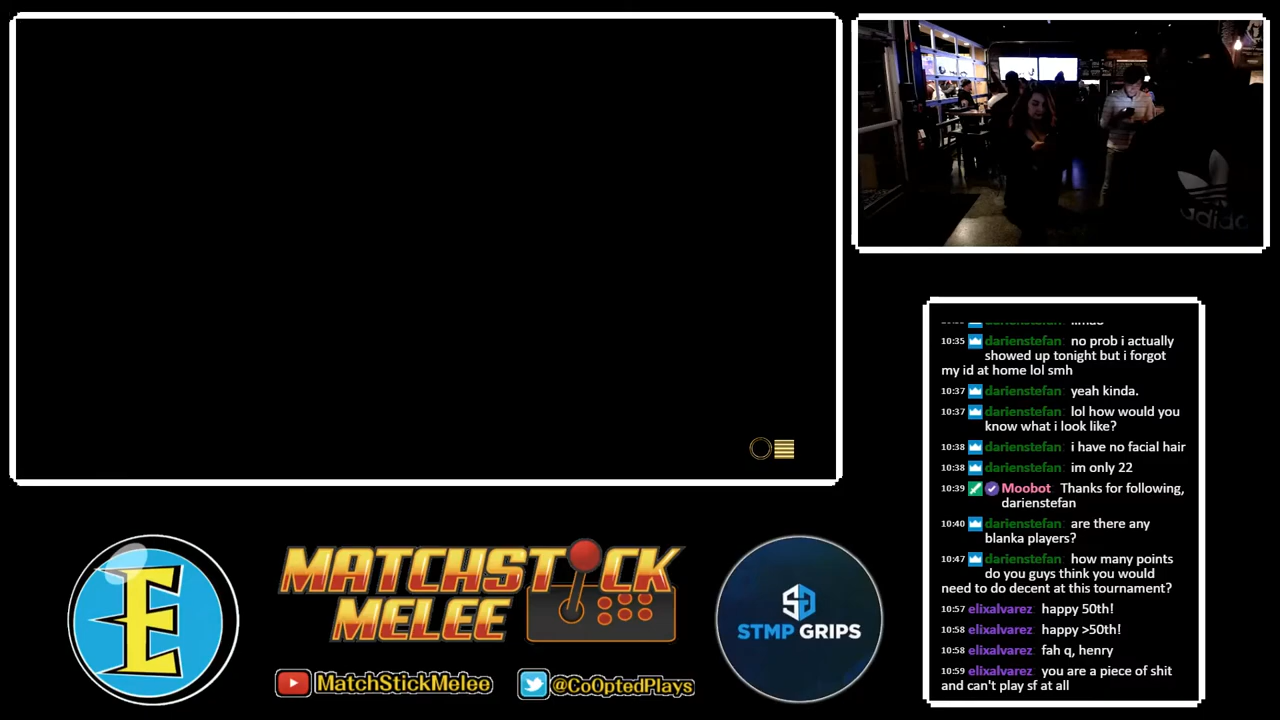 adidas
darienstefan:
10:35 darienstefan: no prob i actually
showed up tonight but i forgot
my id at home lol smh
10:37 darienstefan: yeah kinda.
10:37 darienstefan: lol how would you
know what i look like?
10:38 darienstefan: i have no facial hair
10:38 darienstefan: im only 22
10:39 Moobot: Thanks for following,
darienstefan
10:40 darienstefan: are there any
blanka players?
10:47 darienstefan: how many points
do you guys think you would
need to do decent at this tournament?
10:57 elixalvarez: happy 50th!
10:58 elixalvarez: happy >50th!
10:58 elixalvarez: fah q, henry
10:59 elixalvarez: you are a piece of shit
and can't play sf at all
E
MATCHSTICK
MELEE
MatchStickMelee
@CoOptedPlays
STMP GRIPS